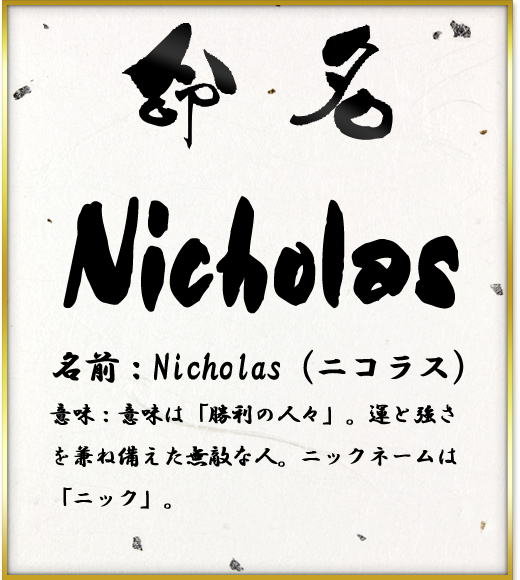 命名
Nicholas
名前：Nicholas（ニコラス）
意味：意味は「勝利の人々」。運と強さ
を兼ね備えた無敵な人。ニックネームは
「ニック」。